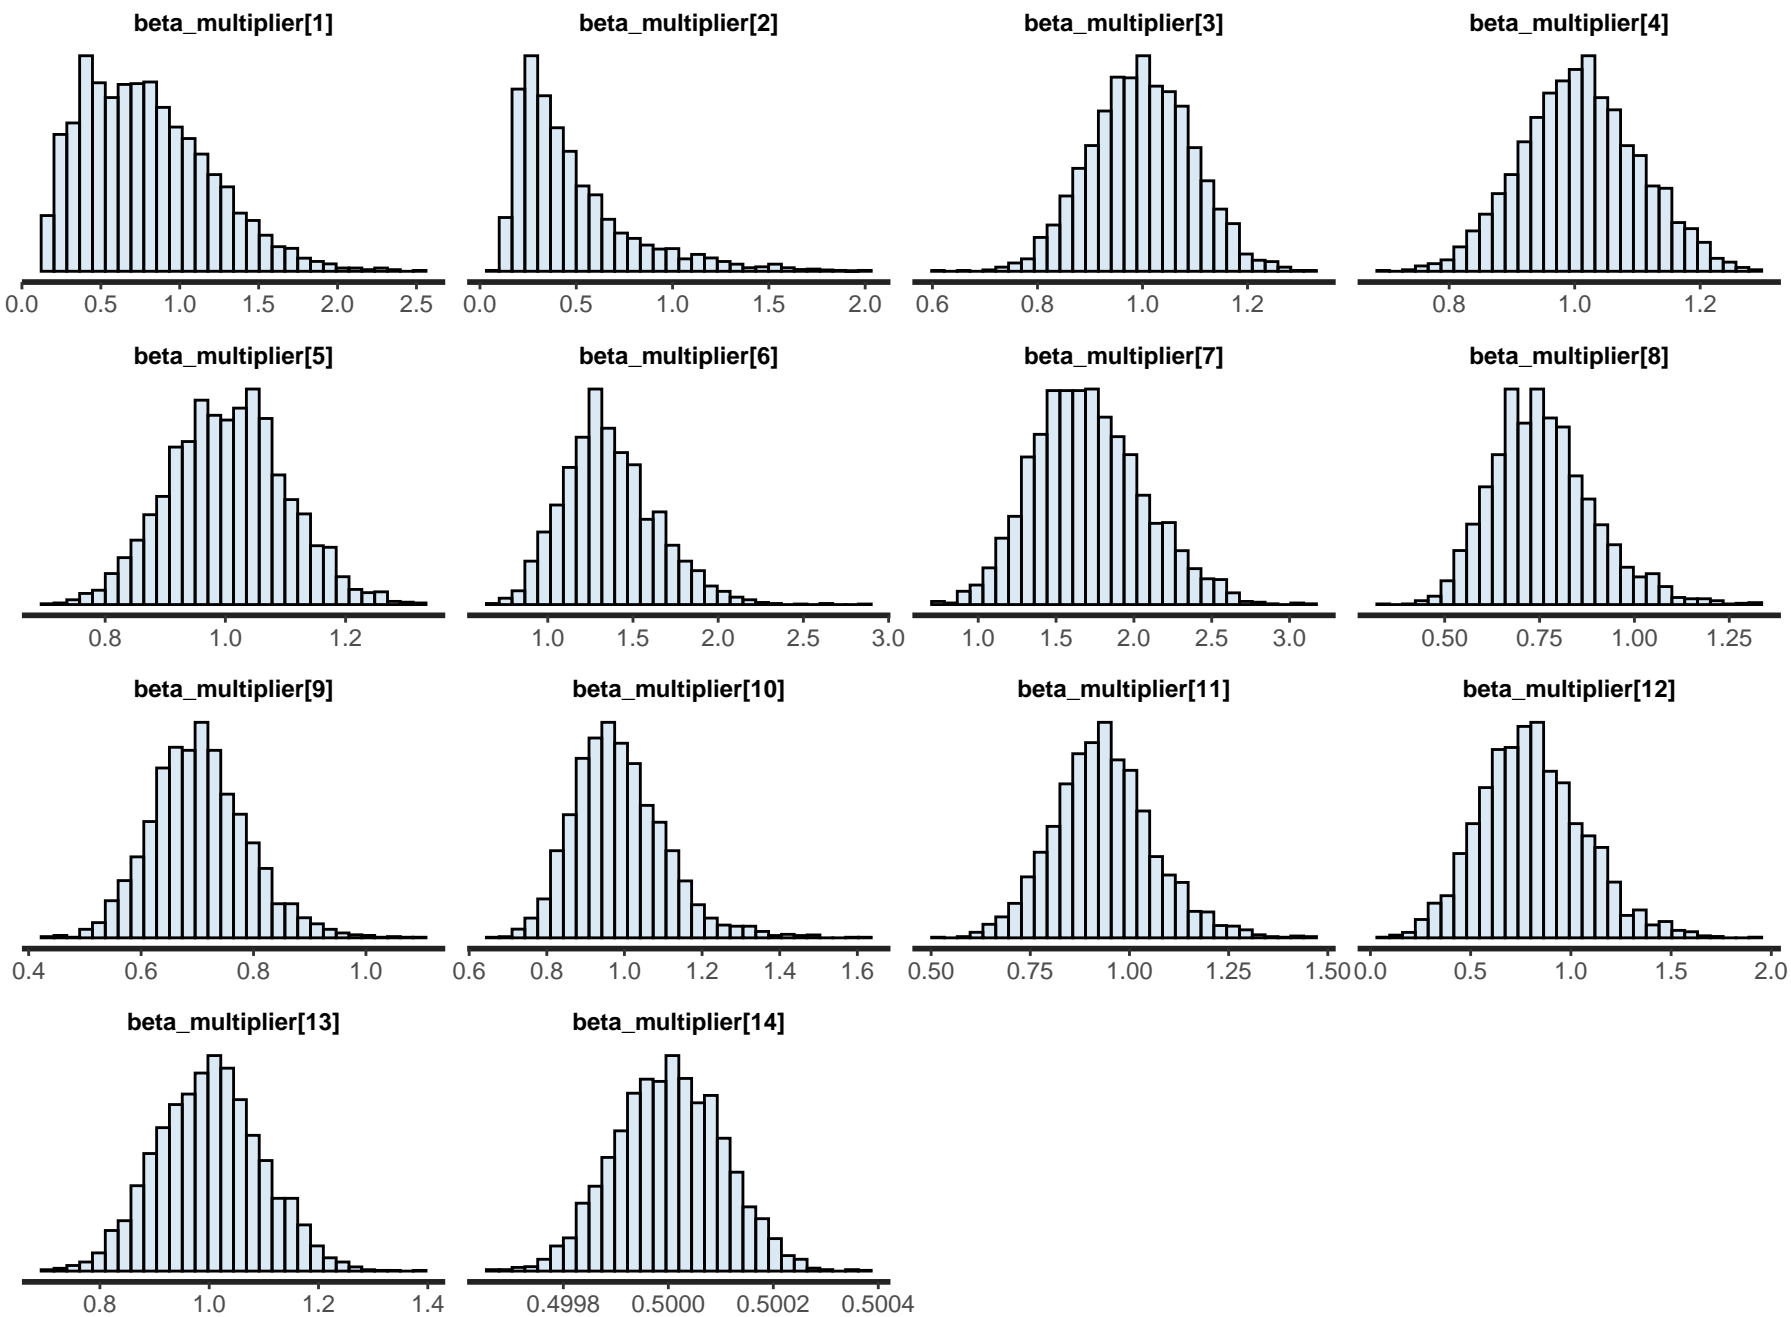 beta_multiplier[1] beta_multiplier[2] beta_multiplier[3] beta_multiplier[4]
0.0 0.5 1.0 1.5 2.0 2.5 0.0 0.5 1.0 1.5 2.0 0.6 0.8 1.0 1.2 0.8 1.0 1.2
beta_multiplier[5] beta_multiplier[6] beta_multiplier[7] beta_multiplier[8]
0.8 1.0 1.2 1.0 1.5 2.0 2.5 3.0 1.0 1.5 2.0 2.5 3.0 0.50 0.75 1.00 1.25
beta_multiplier[9] beta_multiplier[10] beta_multiplier[11] beta_multiplier[12]
0.4 0.6 0.8 1.0 0.6 0.8 1.0 1.2 1.4 1.6 0.50 0.75 1.00 1.25 1.50 0.0 0.5 1.0 1.5 2.0
beta_multiplier[13] beta_multiplier[14]
0.8 1.0 1.2 1.4 0.4998 0.5000 0.5002 0.5004